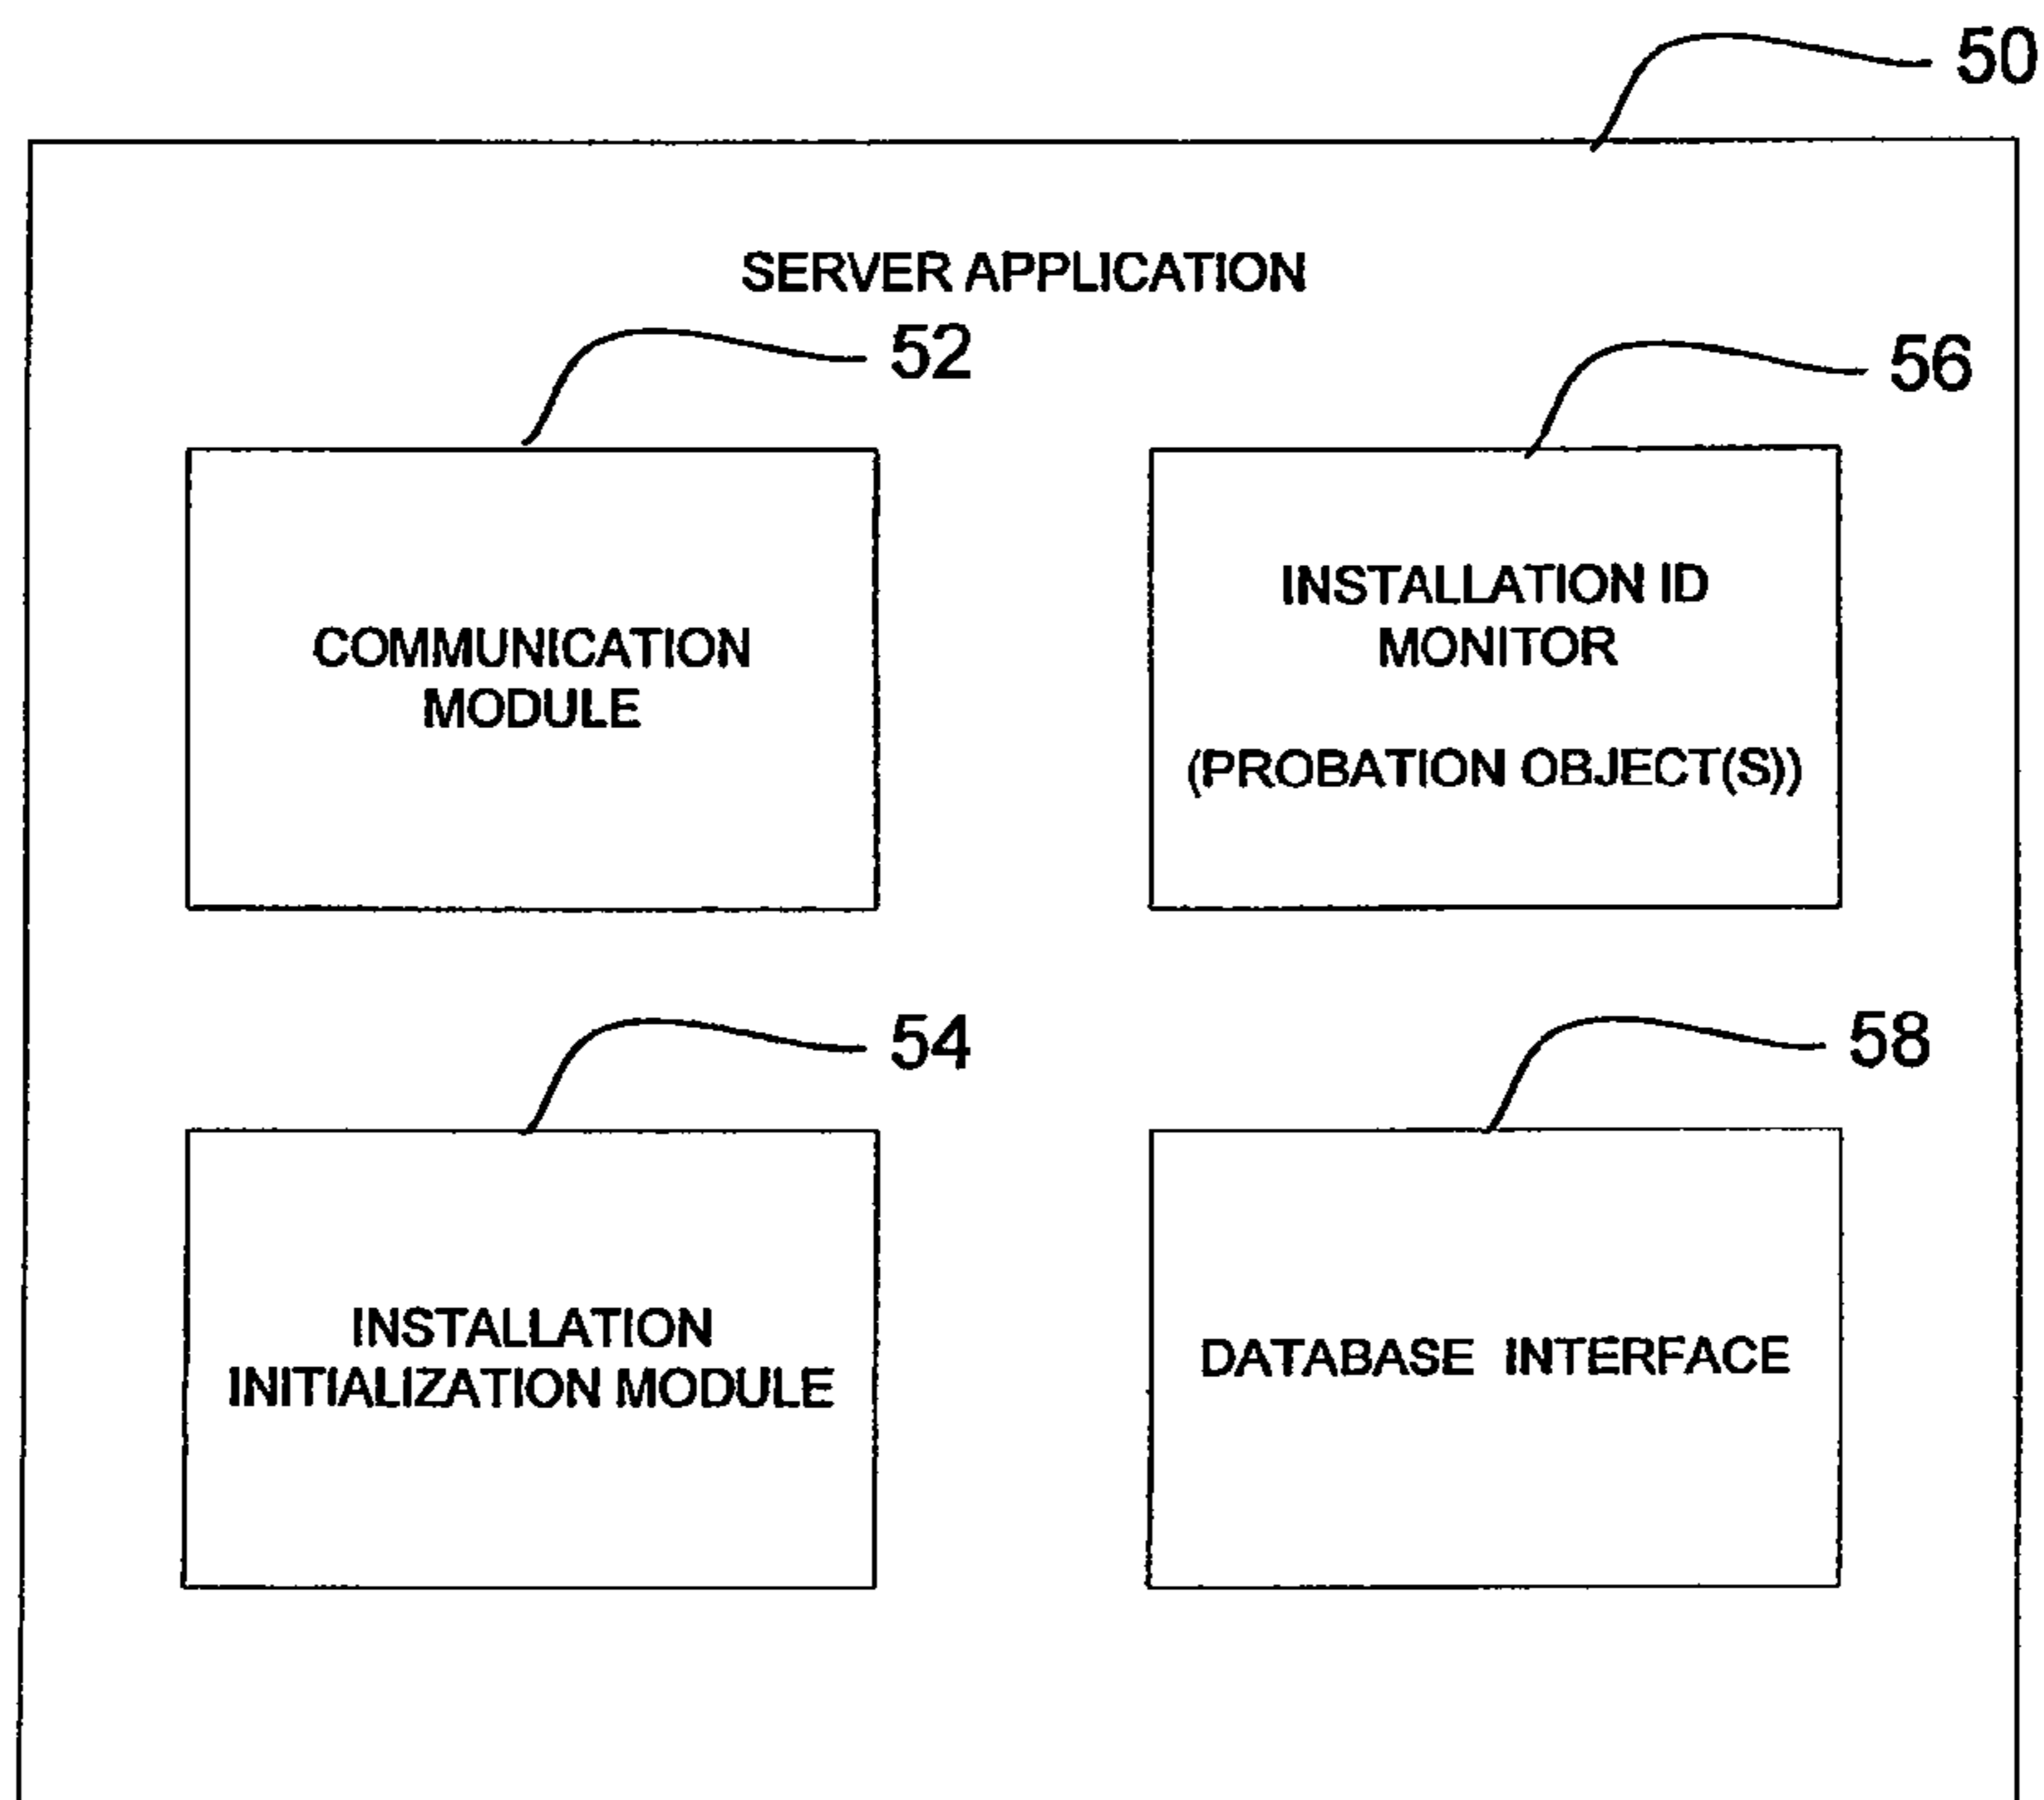 50
SERVER APPLICATION
52
56
COMMUNICATION
MODULE
INSTALLATION ID
MONITOR
(PROBATION OBJECT(S))
54
58
INSTALLATION
INITIALIZATION MODULE
DATABASE INTERFACE